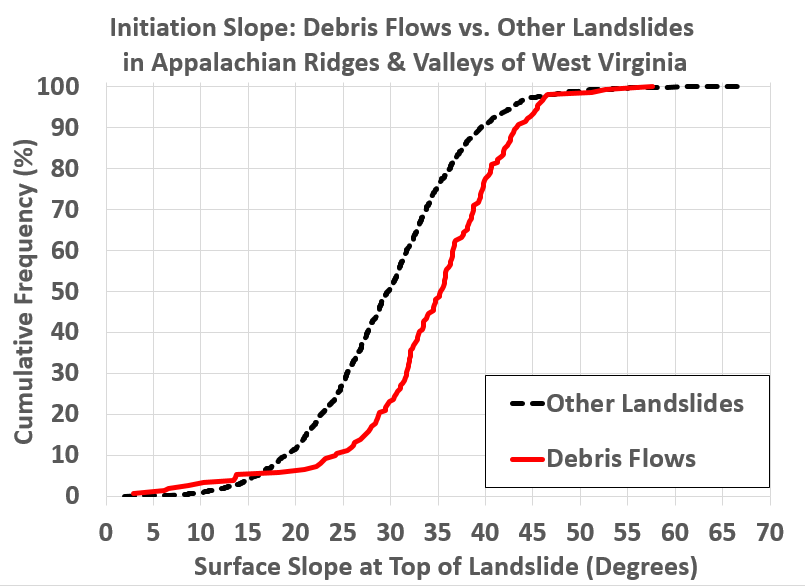 Initiation Slope: Debris Flows vs. Other Landslides
in Appalachian Ridges & Valleys of West Virginia
Cumulative Frequency (%)
100
90
80
70
60
50
40
30
20
10
0
Other Landslides
Debris Flows
0 5 10 15 20 25 30 35 40 45 50 55 60 65 70
Surface Slope at Top of Landslide (Degrees)